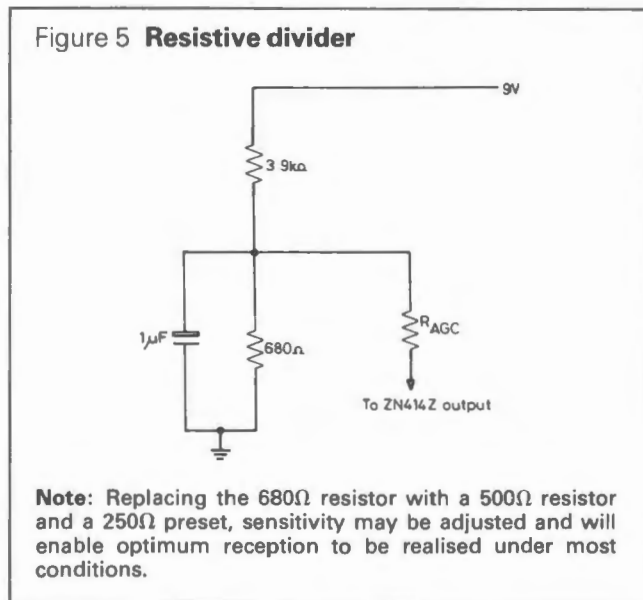 Figure 5 Resistive divider
9V
3 9kΩ
1µF
680Ω
RAGC
To ZN414Z output
Note: Replacing the 680Ω resistor with a 500Ω resistor
and a 250Ω preset, sensitivity may be adjusted and will
enable optimum reception to be realised under most
conditions.